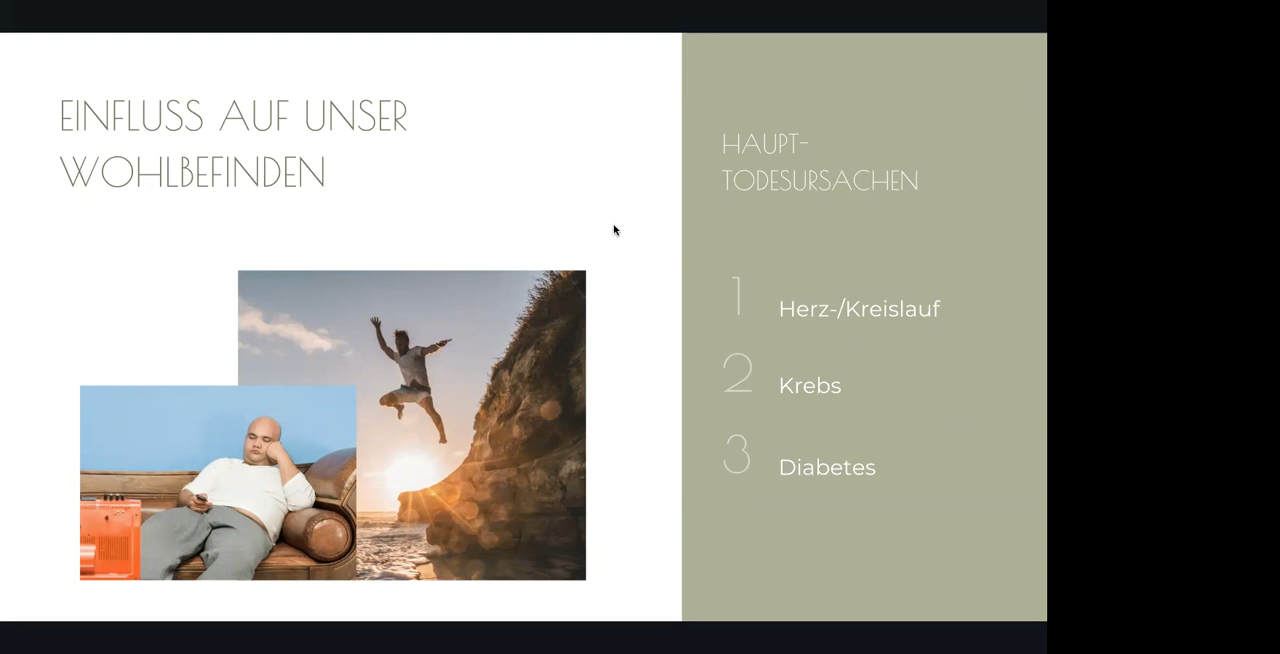 EINFLUSS AUF UNSER
WOHLBEFINDEN
HAUPT-
TODESURSACHEN
1 Herz-/Kreislauf
2 Krebs
3 Diabetes